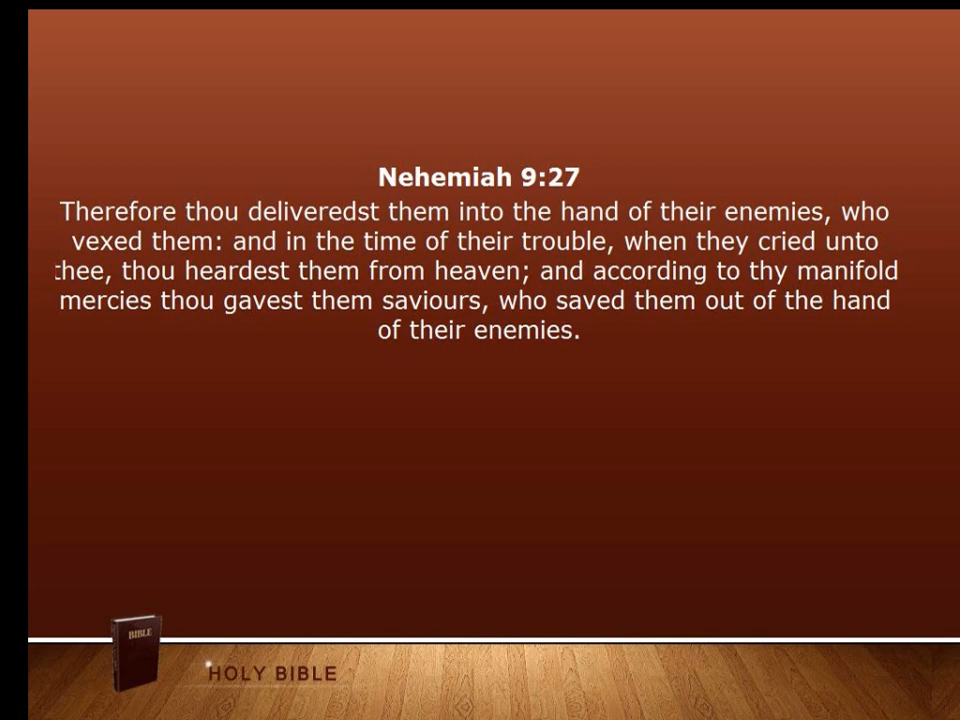 Nehemiah 9:27
Therefore thou deliveredst them into the hand of their enemies, who
vexed them: and in the time of their trouble, when they cried unto
thee, thou heardest them from heaven; and according to thy manifold
mercies thou gavest them saviours, who saved them out of the hand
of their enemies.
BIBLE
HOLY BIBLE